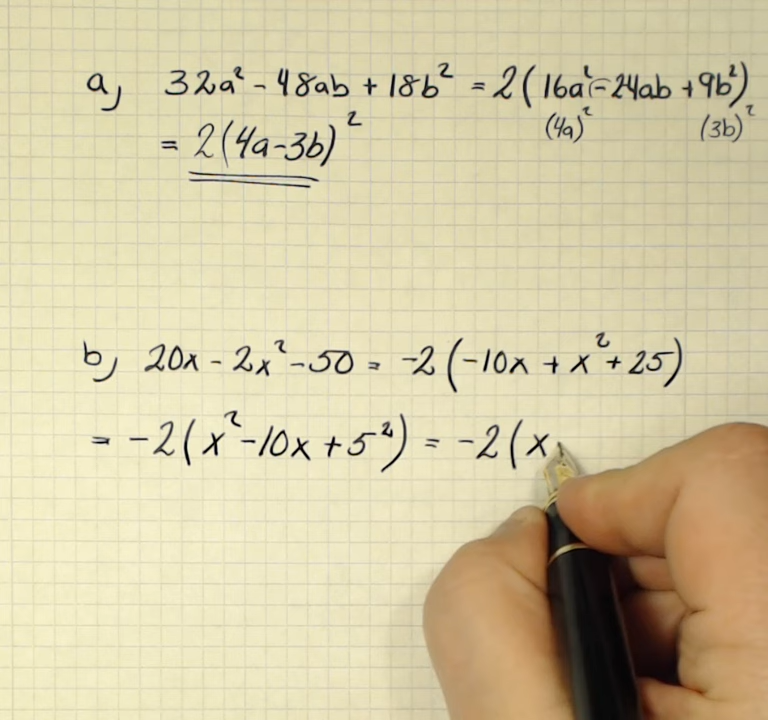 a) 32a² - 48ab + 18b² = 2(16a² - 24ab + 9b²)
(4a)² (3b)²
= 2(4a-3b)²
b) 20x - 2x² - 50 = -2(-10x + x² + 25)
= -2(x² - 10x + 5²) = -2(x